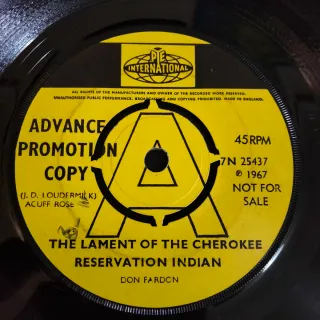 PYE
INTERNATIONAL
ALL RIGHTS OF THE MANUFACTURERS AND OWNER OF THE RECORDED WORK RESERVED.
UNAUTHORISED PUBLIC PERFORMANCE, BROADCASTING AND COPYING PROHIBITED. MADE IN ENGLAND.
ADVANCE
PROMOTION
COPY
A
(J. D. LOUDERMILK)
ACUFF ROSE
45RPM
7N 25437
℗ 1967
NOT FOR
SALE
THE LAMENT OF THE CHEROKEE
RESERVATION INDIAN
DON FARDON